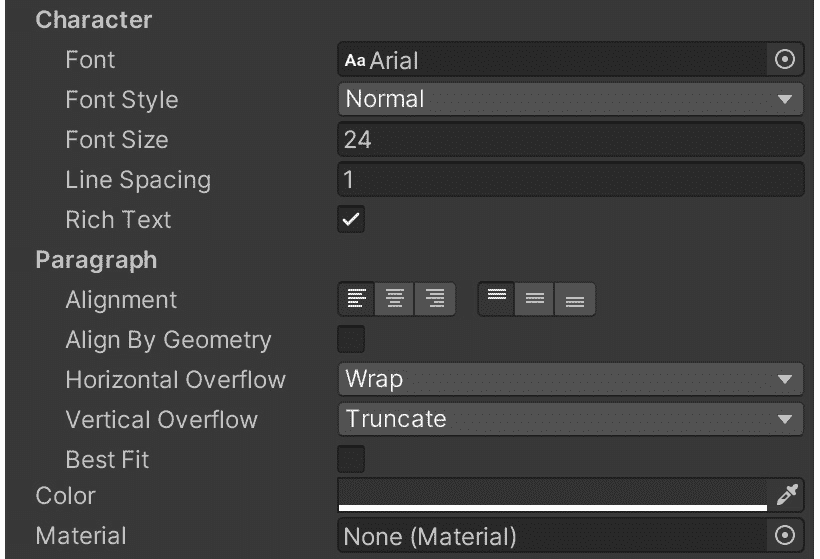 Character
Font Aa Arial
Font Style Normal
Font Size 24
Line Spacing 1
Rich Text
Paragraph
Alignment
Align By Geometry
Horizontal Overflow Wrap
Vertical Overflow Truncate
Best Fit
Color
Material None (Material)